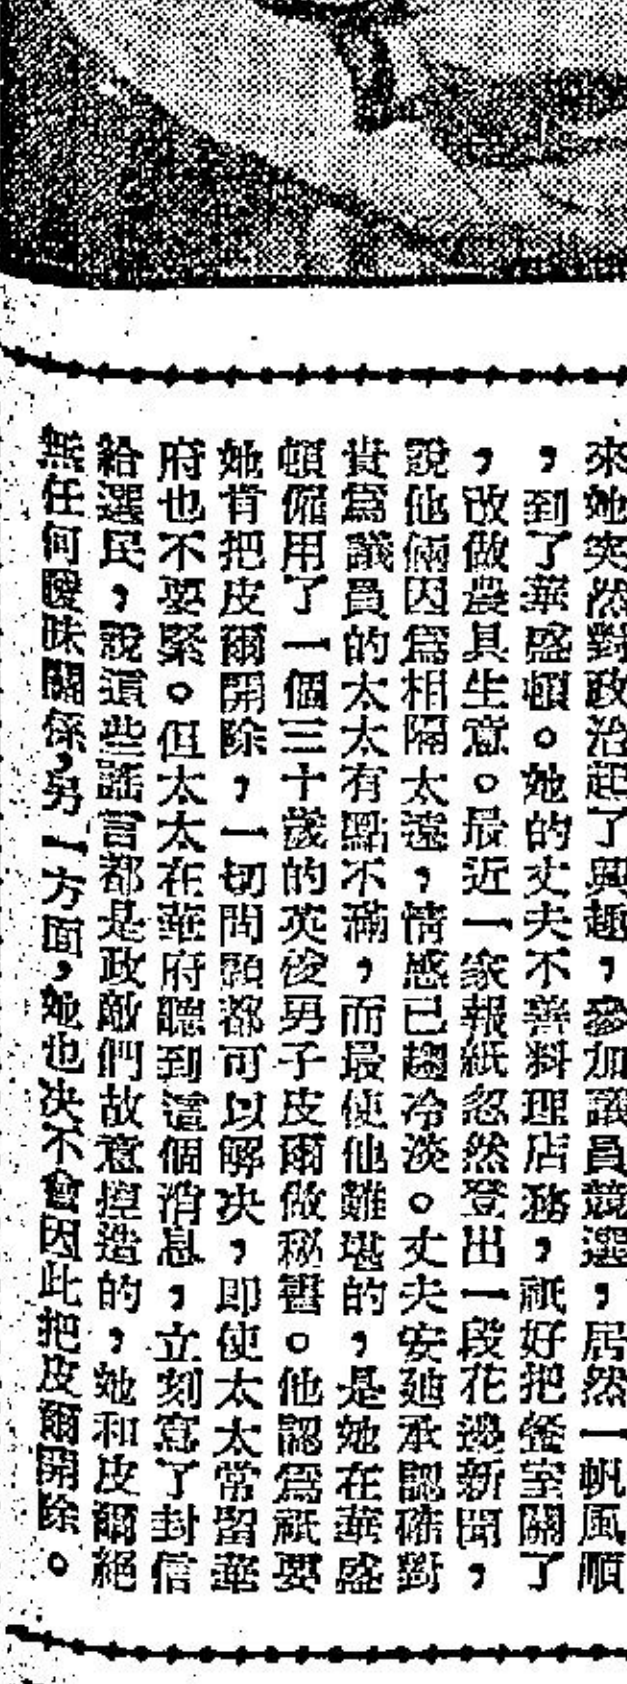 來她突然對政治起了興趣，參加議員競選，居然一帆風順
，到了華盛頓。她的丈夫不善料理店務，祇好把餐室關了
，改做農具生意。最近一家報紙忽然登出一段花邊新聞，
說他倆因爲相隔太遠，情感已趨冷淡。丈夫安廸承認確對
貴爲議員的太太有點不滿，而最使他難堪的，是她在華盛
頓僱用了一個三十歲的英俊男子皮爾做秘書。他認爲祇要
她肯把皮爾開除，一切問題都可以解决，即使太太常留華
府也不要緊。但太太在華府聽到這個消息，立刻寫了封信
給選民，說這些謠言都是政敵們故意揑造的，她和皮爾絕
無任何曖昧關係，另一方面，她也决不會因此把皮爾開除。